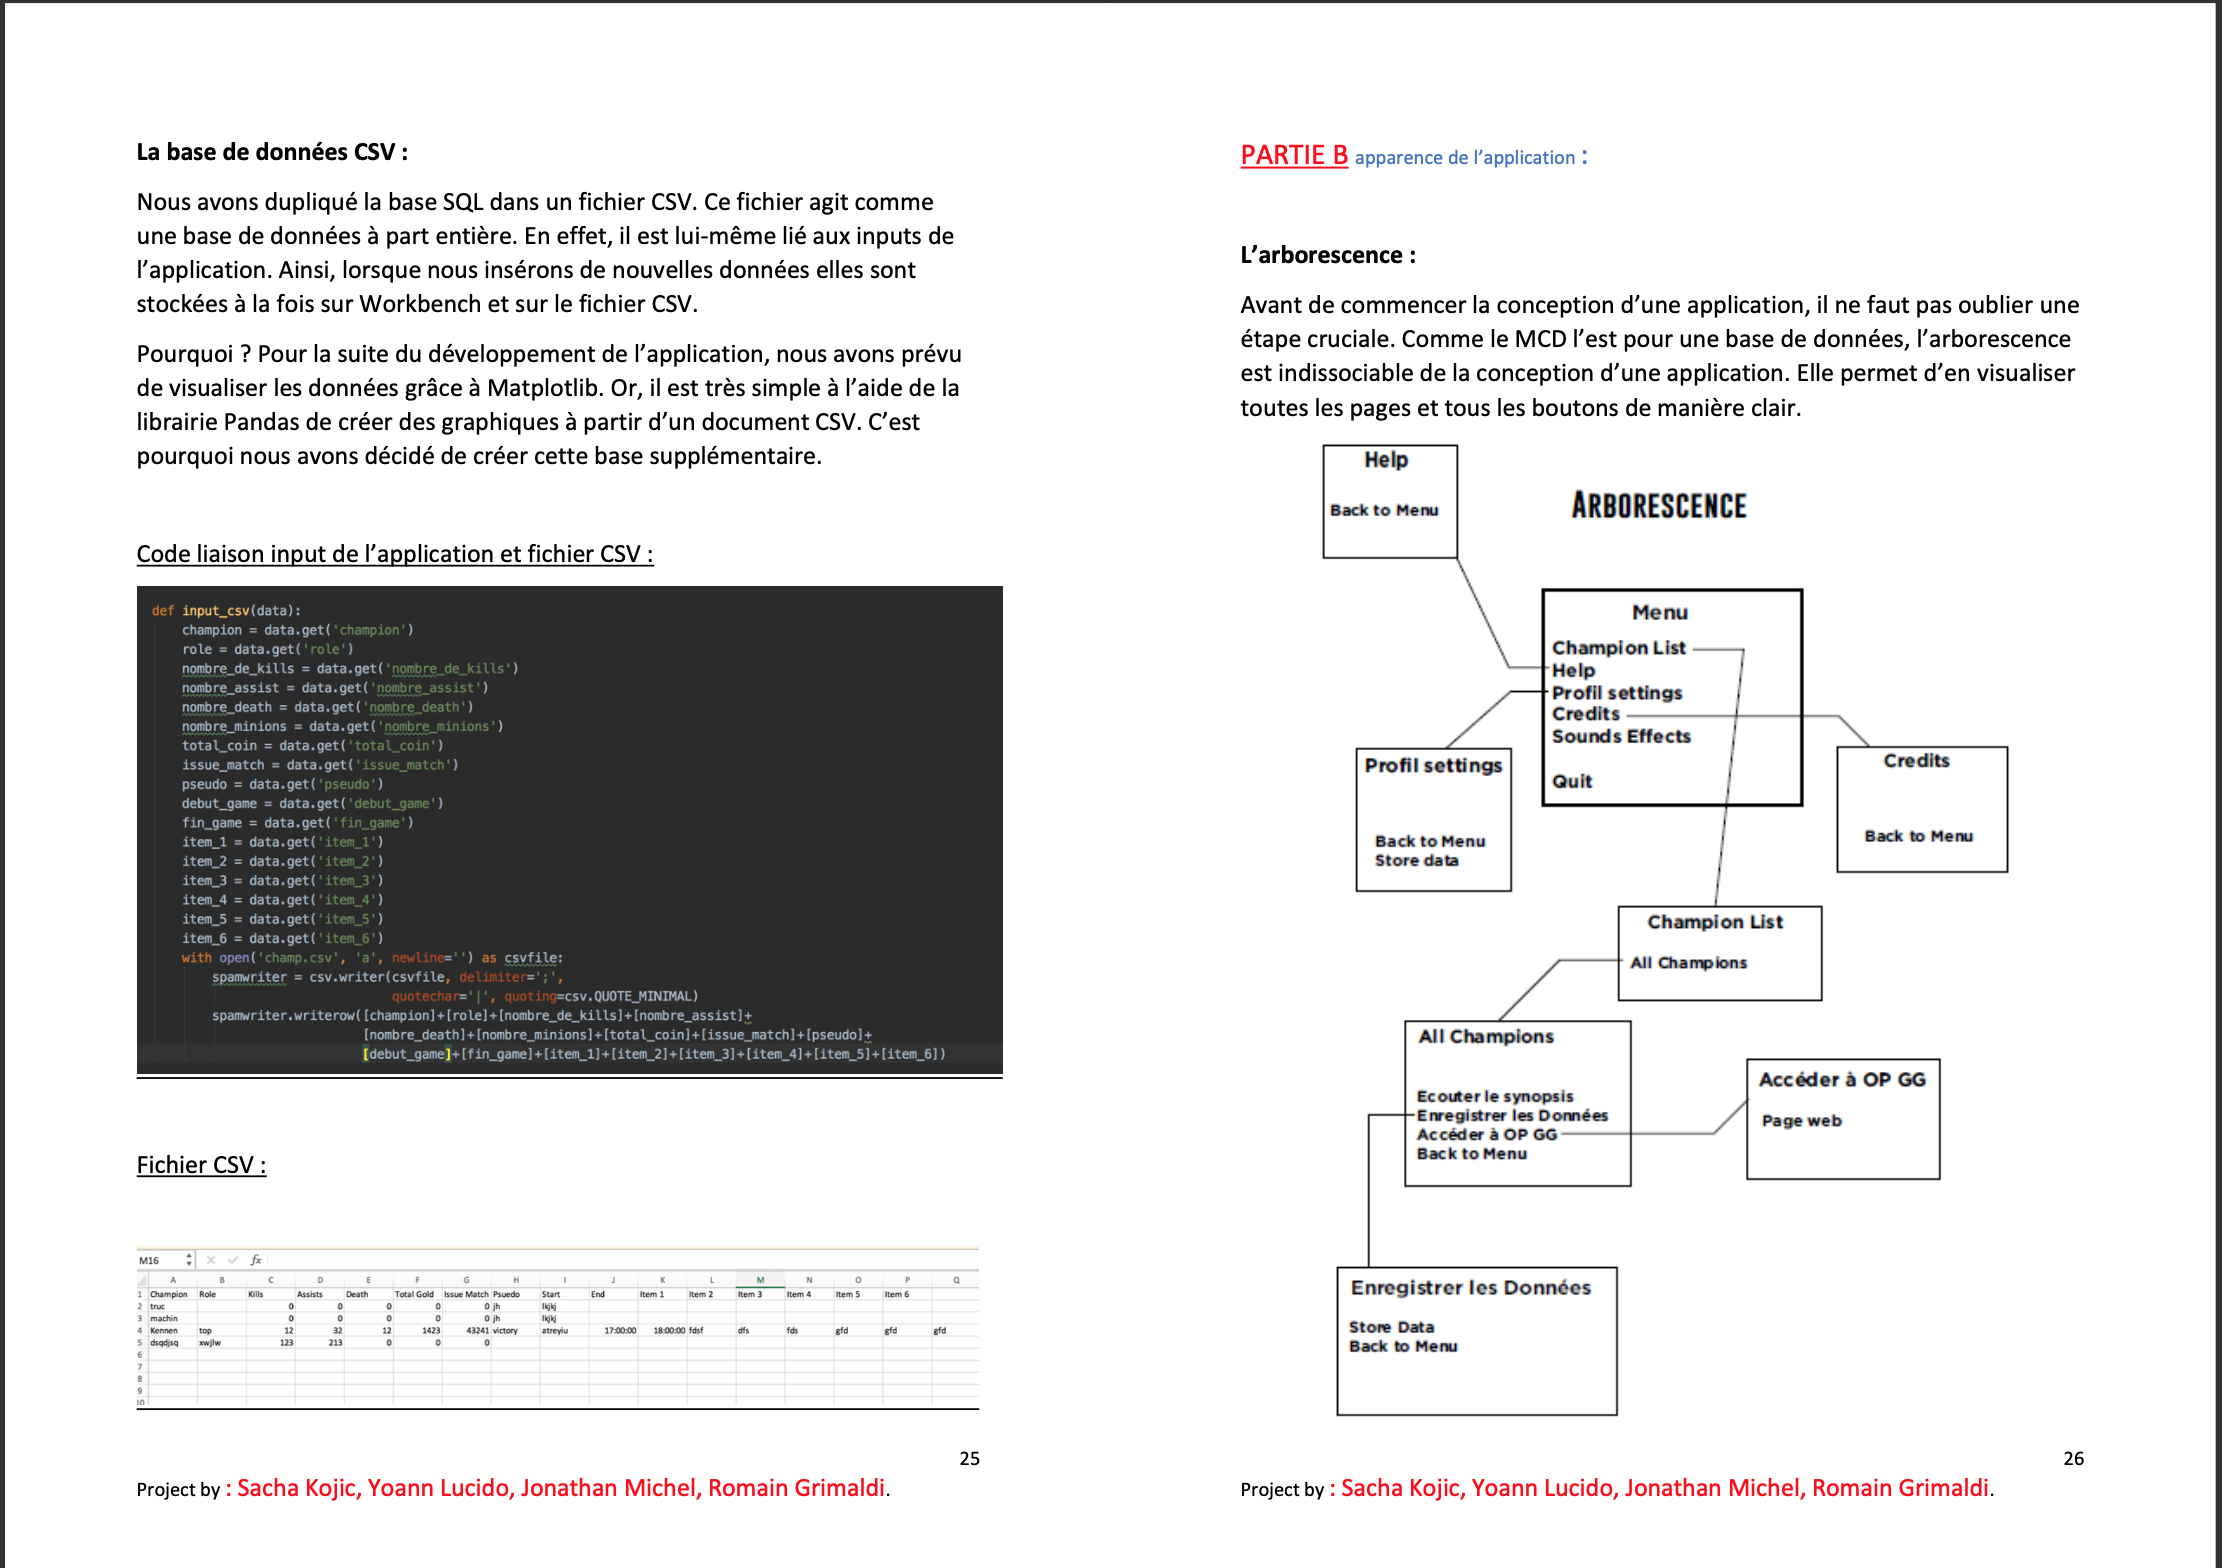 La base de données CSV :
Nous avons dupliqué la base SQL dans un fichier CSV. Ce fichier agit comme
une base de données à part entière. En effet, il est lui-même lié aux inputs de
l’application. Ainsi, lorsque nous insérons de nouvelles données elles sont
stockées à la fois sur Workbench et sur le fichier CSV.
Pourquoi ? Pour la suite du développement de l’application, nous avons prévu
de visualiser les données grâce à Matplotlib. Or, il est très simple à l’aide de la
librairie Pandas de créer des graphiques à partir d’un document CSV. C’est
pourquoi nous avons décidé de créer cette base supplémentaire.
Code liaison input de l’application et fichier CSV :
def input_csv(data):
champion = data.get('champion')
role = data.get('role')
nombre_de_kills = data.get('nombre_de_kills')
nombre_assist = data.get('nombre_assist')
nombre_death = data.get('nombre_death')
nombre_minions = data.get('nombre_minions')
total_coin = data.get('total_coin')
issue_match = data.get('issue_match')
pseudo = data.get('pseudo')
debut_game = data.get('debut_game')
fin_game = data.get('fin_game')
item_1 = data.get('item_1')
item_2 = data.get('item_2')
item_3 = data.get('item_3')
item_4 = data.get('item_4')
item_5 = data.get('item_5')
item_6 = data.get('item_6')
with open('champ.csv', 'a', newline='') as csvfile:
spamwriter = csv.writer(csvfile, delimiter=';',
quotechar='|', quoting=csv.QUOTE_MINIMAL)
spamwriter.writerow([champion]+[role]+[nombre_de_kills]+[nombre_assist]+
[nombre_death]+[nombre_minions]+[total_coin]+[issue_match]+[pseudo]+
[debut_game]+[fin_game]+[item_1]+[item_2]+[item_3]+[item_4]+[item_5]+[item_6])
Fichier CSV :
M16 fx
A B C D E F G H I J K L M N O P Q
1 Champion Role Kills Assists Death Total Gold Issue Match Psuedo Start End Item 1 Item 2 Item 3 Item 4 Item 5 Item 6
2 truc 0 0 0 0 0 jh lkjkj
3 machin 0 0 0 0 0 jh lkjkj
4 Kennen top 12 32 12 1423 43241 victory atreyiu 17:00:00 18:00:00 fdsf dfs fds gfd gfd gfd
5 dsqdjsq xwjlw 123 213 0 0 0
6
7
8
9
10
25
Project by : Sacha Kojic, Yoann Lucido, Jonathan Michel, Romain Grimaldi.
PARTIE B apparence de l’application :
L’arborescence :
Avant de commencer la conception d’une application, il ne faut pas oublier une
étape cruciale. Comme le MCD l’est pour une base de données, l’arborescence
est indissociable de la conception d’une application. Elle permet d’en visualiser
toutes les pages et tous les boutons de manière clair.
Help
Back to Menu
ARBORESCENCE
Menu
Champion List
Help
Profil settings
Credits
Sounds Effects
Quit
Profil settings
Back to Menu
Store data
Credits
Back to Menu
Champion List
All Champions
All Champions
Ecouter le synopsis
Enregistrer les Données
Accéder à OP GG
Back to Menu
Accéder à OP GG
Page web
Enregistrer les Données
Store Data
Back to Menu
26
Project by : Sacha Kojic, Yoann Lucido, Jonathan Michel, Romain Grimaldi.